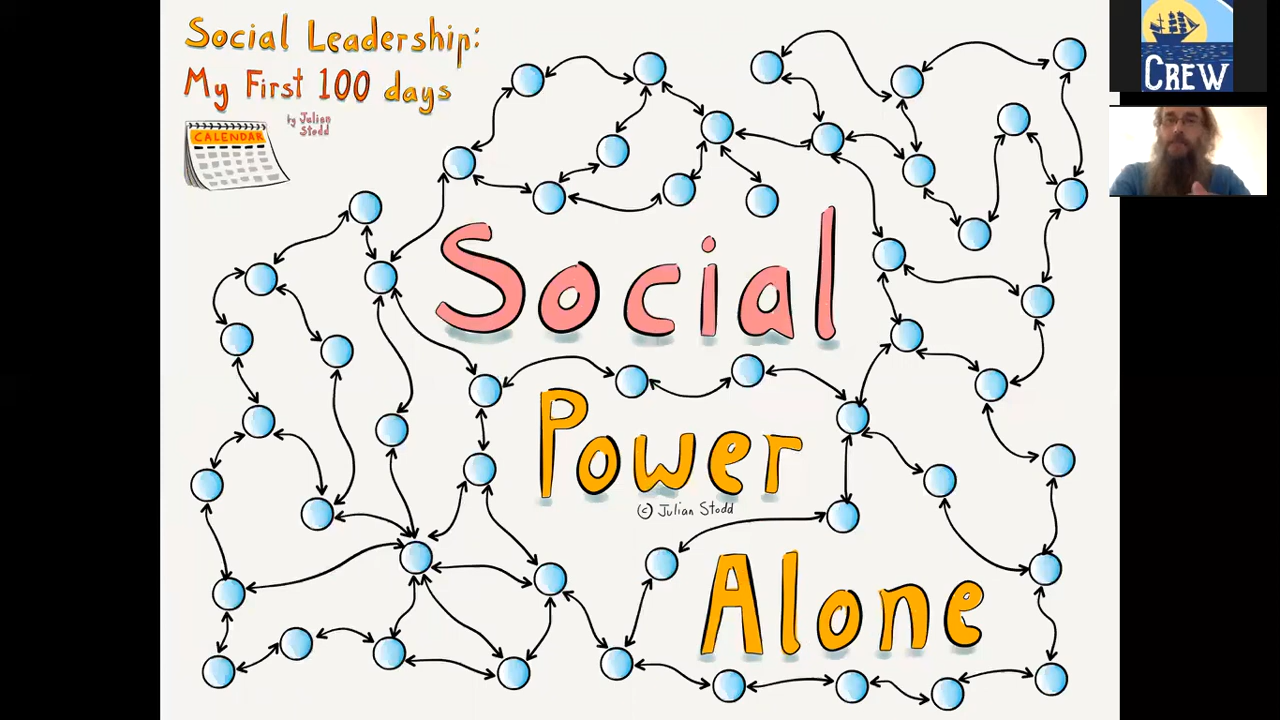 Social Leadership:
My First 100 days
by Julian
Stodd
CALENDAR
Social
Power
© Julian Stodd
Alone
CREW